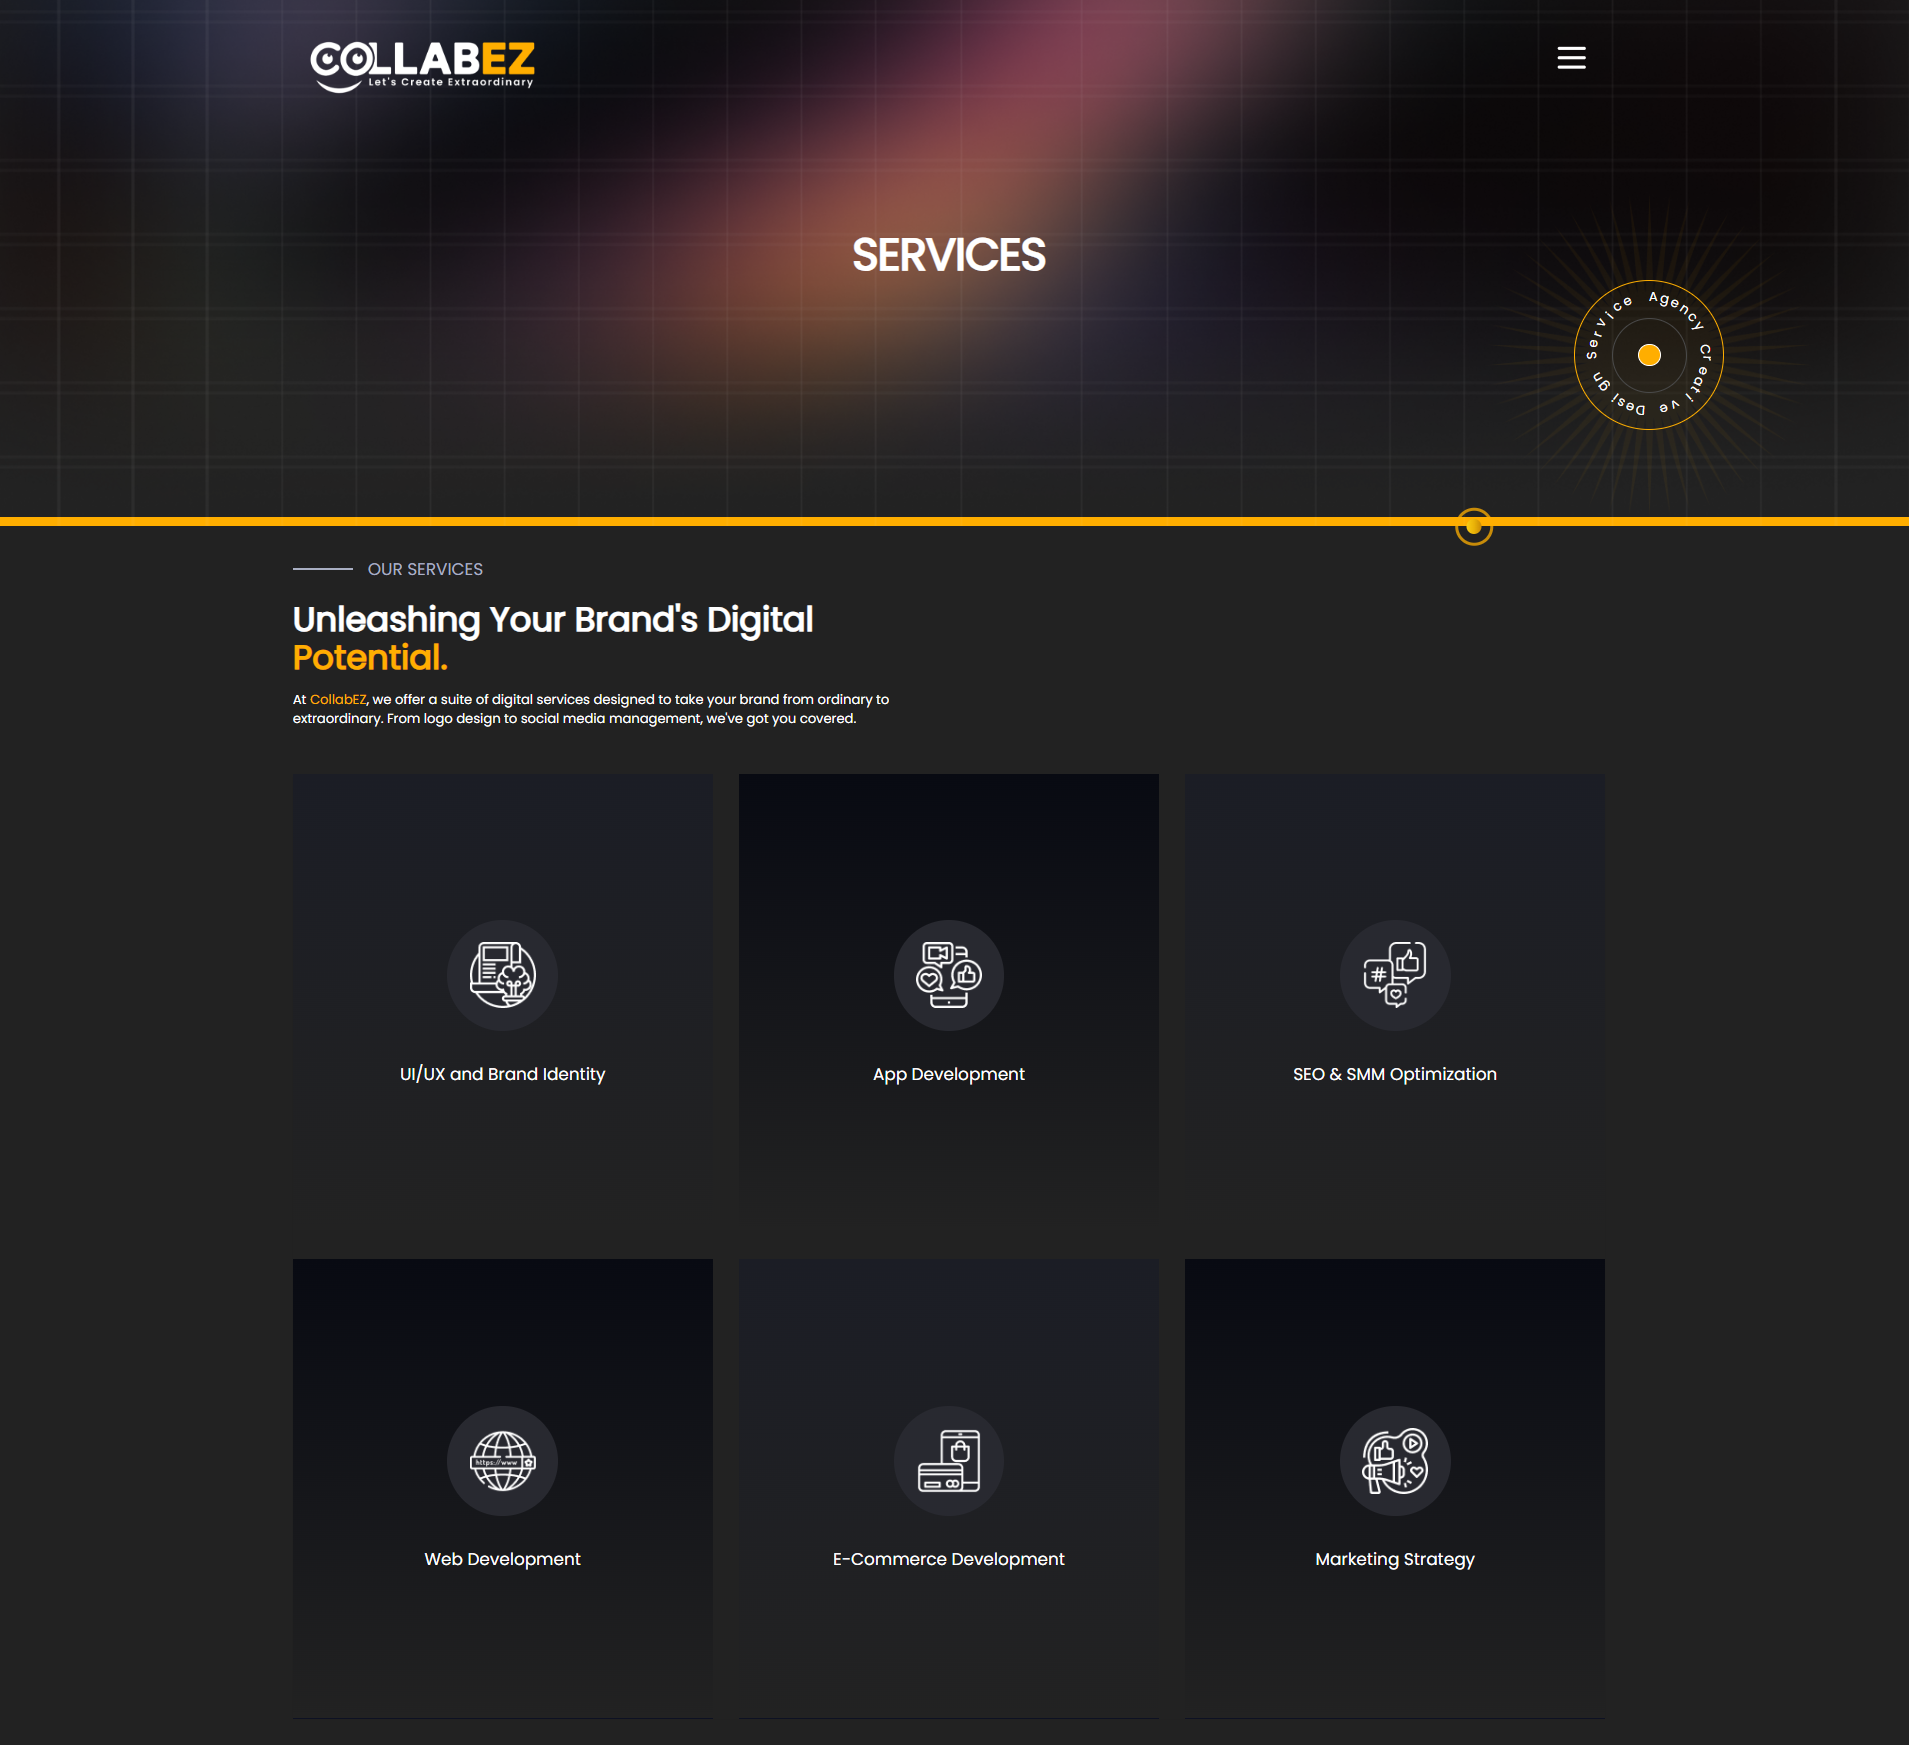 COLLABEZ
Let's Create Extraordinary
SERVICES
Agency Creative Design Service
OUR SERVICES
Unleashing Your Brand's Digital
Potential.
At CollabEZ, we offer a suite of digital services designed to take your brand from ordinary to
extraordinary. From logo design to social media management, we've got you covered.
UI/UX and Brand Identity
App Development
#
SEO & SMM Optimization
https://www
Web Development
E-Commerce Development
Marketing Strategy